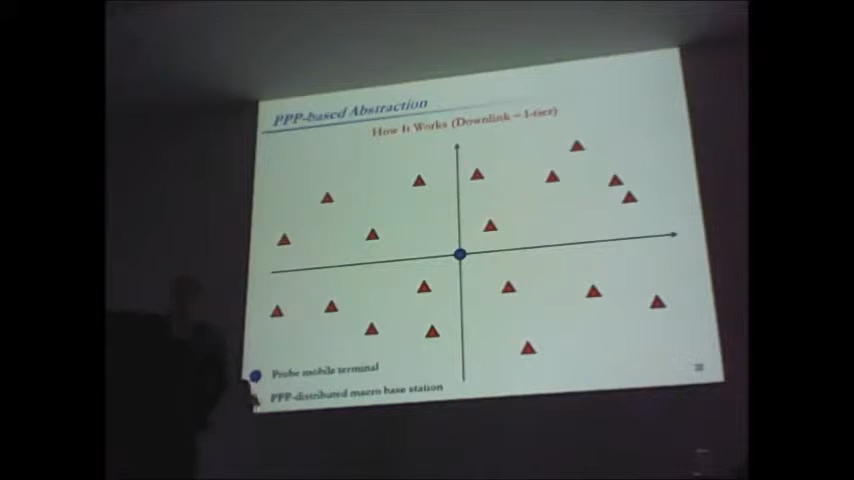 PPP-based Abstraction
How It Works (Downlink – 1-tier)
Probe mobile terminal
PPP-distributed macro base station